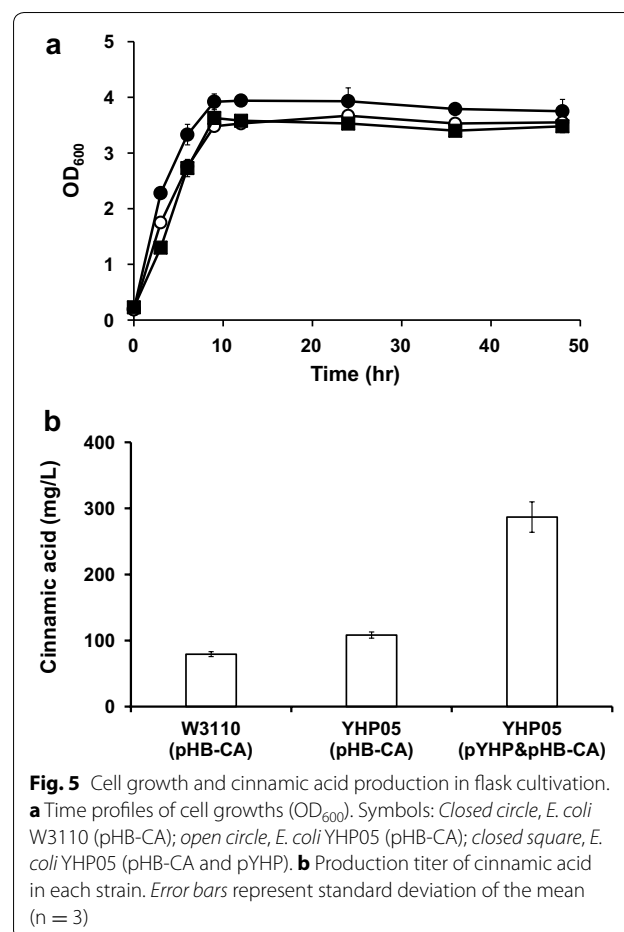 a
5
4
3
2
1
0
OD600
0 10 20 30 40 50
Time (hr)
b
400
300
200
100
0
Cinnamic acid (mg/L)
W3110 YHP05 YHP05
(pHB-CA) (pHB-CA) (pYHP&pHB-CA)
Fig. 5 Cell growth and cinnamic acid production in flask cultivation.
a Time profiles of cell growths (OD600). Symbols: Closed circle, E. coli
W3110 (pHB-CA); open circle, E. coli YHP05 (pHB-CA); closed square, E.
coli YHP05 (pHB-CA and pYHP). b Production titer of cinnamic acid
in each strain. Error bars represent standard deviation of the mean
(n = 3)